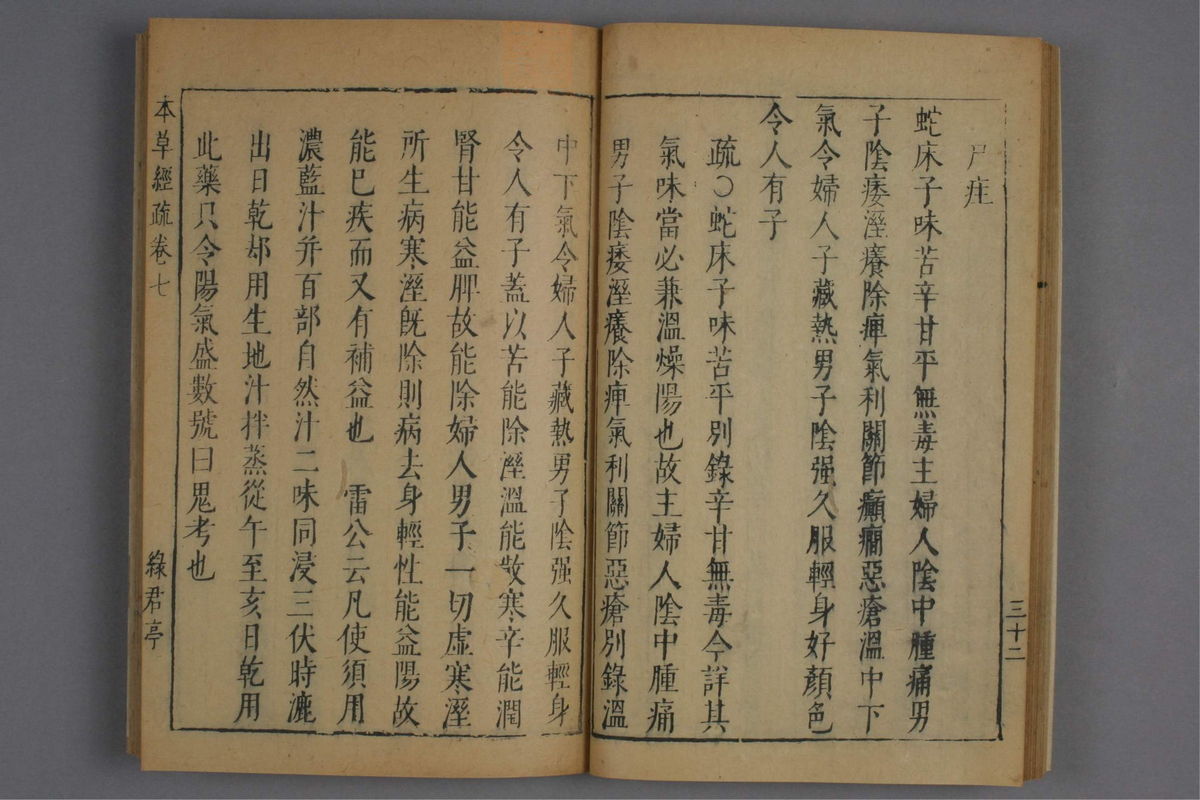 尸疰
蛇床子味苦辛甘平無毒主婦人陰中腫痛男
子陰痿溼癢除痺氣利關節癲癇惡瘡溫中下
氣令婦人子藏熱男子陰强久服輕身好顏色
令人有子
疏○蛇床子味苦平別錄辛甘無毒今詳其
氣味當必兼溫燥陽也故主婦人陰中腫痛
男子陰痿溼癢除痺氣利關節惡瘡別錄溫
三十二
中下氣令婦人子藏熱男子陰强久服輕身
令人有子蓋以苦能除溼溫能散寒辛能潤
腎甘能益脾故能除婦人男子一切虛寒溼
所生病寒溼旣除則病去身輕性能益陽故
能已疾而又有補益也 雷公云凡使須用
濃藍汁并百部自然汁二味同浸三伏時漉
出日乾却用生地汁拌蒸從午至亥日乾用
此藥只令陽氣盛數號曰鬼考也
本草經疏卷七
綠君亭